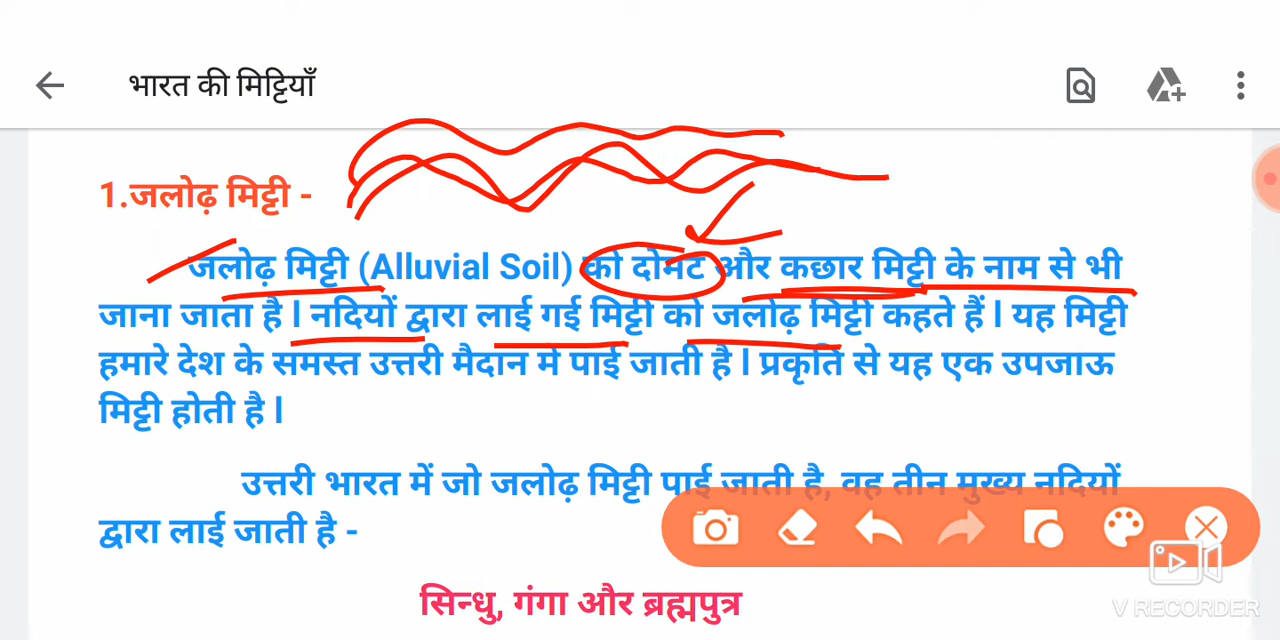 भारत की मिट्टियाँ
1.जलोढ़ मिट्टी -
जलोढ़ मिट्टी (Alluvial Soil) को दोमट और कछार मिट्टी के नाम से भी
जाना जाता है l नदियों द्वारा लाई गई मिट्टी को जलोढ़ मिट्टी कहते हैं l यह मिट्टी
हमारे देश के समस्त उत्तरी मैदान में पाई जाती है l प्रकृति से यह एक उपजाऊ
मिट्टी होती है l
उत्तरी भारत में जो जलोढ़ मिट्टी पाई जाती है, वह तीन मुख्य नदियों
द्वारा लाई जाती है -
सिन्धु, गंगा और ब्रह्मपुत्र
V RECORDER